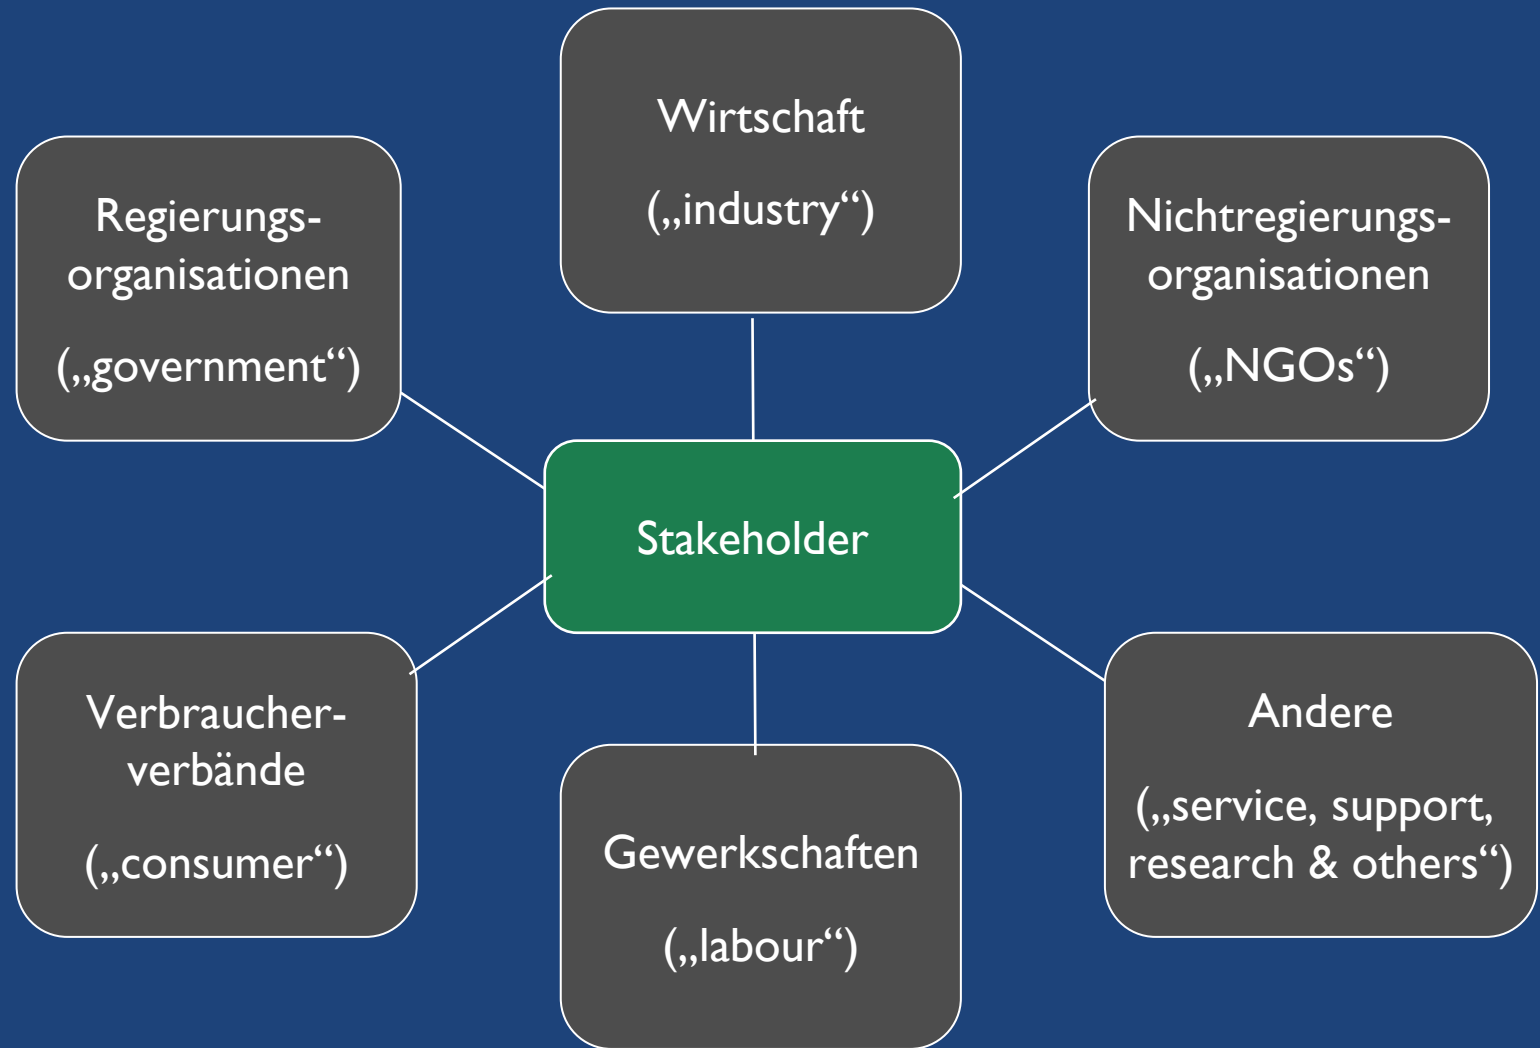 Wirtschaft
(„industry“)
Regierungs-
organisationen
(„government“)
Nichtregierungs-
organisationen
(„NGOs“)
Stakeholder
Verbraucher-
verbände
(„consumer“)
Gewerkschaften
(„labour“)
Andere
(„service, support,
research & others“)